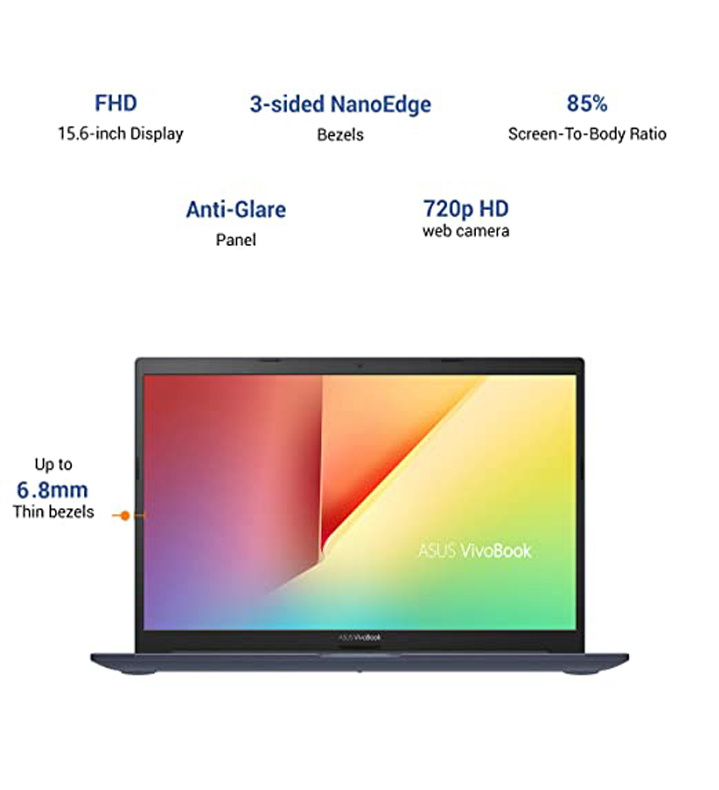 FHD
15.6-inch Display
3-sided NanoEdge
Bezels
85%
Screen-To-Body Ratio
Anti-Glare
Panel
720p HD
web camera
Up to
6.8mm
Thin bezels
ASUS VivoBook
ASUS VivoBook